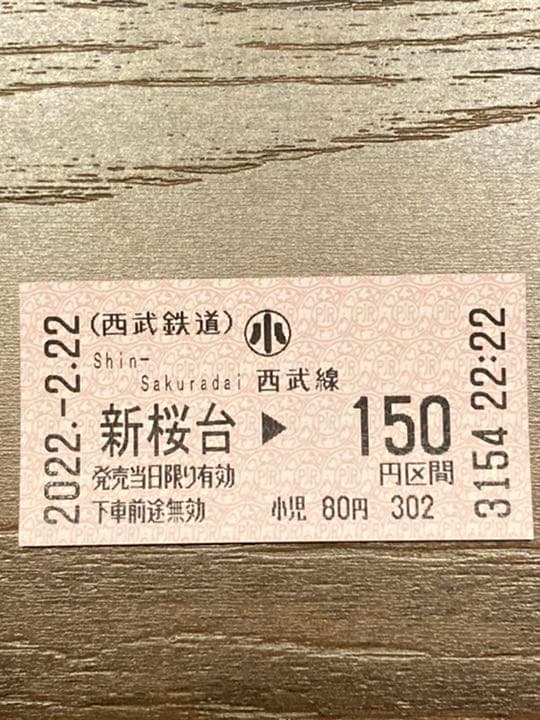 2022.-2.22
(西武鉄道) 小
Shin-
Sakuradai 西武線
新桜台 ▶ 150
発売当日限り有効 円区間
下車前途無効 小児 80円 302
3154 22:22